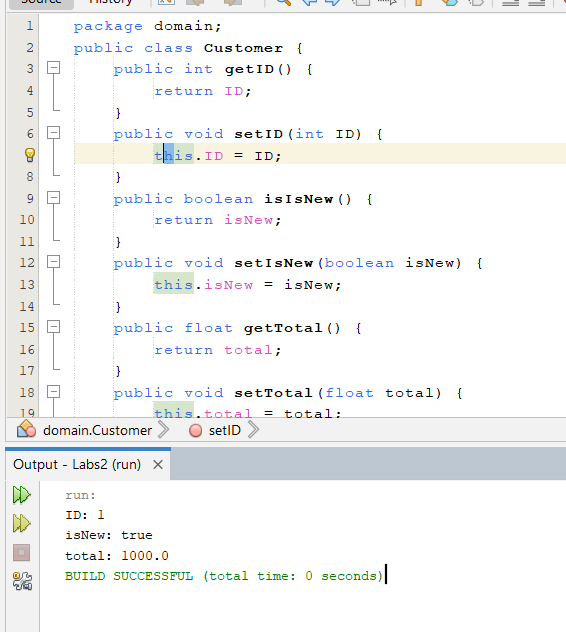 Source History
1 package domain;
2 public class Customer {
3 public int getID() {
4 return ID;
5 }
6 public void setID(int ID) {
this.ID = ID;
8 }
9 public boolean isIsNew() {
10 return isNew;
11 }
12 public void setIsNew(boolean isNew) {
13 this.isNew = isNew;
14 }
15 public float getTotal() {
16 return total;
17 }
18 public void setTotal(float total) {
19 this.total = total;
domain.Customer setID
Output - Labs2 (run)
run:
ID: 1
isNew: true
total: 1000.0
BUILD SUCCESSFUL (total time: 0 seconds)